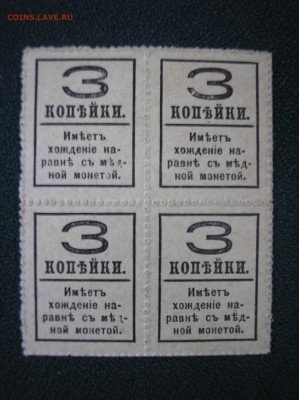 COINS.LAVE.RU
3 3
КОПѢЙКИ. КОПѢЙКИ.
Имѣетъ Имѣетъ
хожденіе на- хожденіе на-
равнѣ съ мѣд- равнѣ съ мѣд-
ной монетой. ной монетой.
3 3
КОПѢЙКИ. КОПѢЙКИ.
Имѣетъ Имѣетъ
хожденіе на- хожденіе на-
равнѣ съ мѣд- равнѣ съ мѣд-
ной монетой. ной монетой.